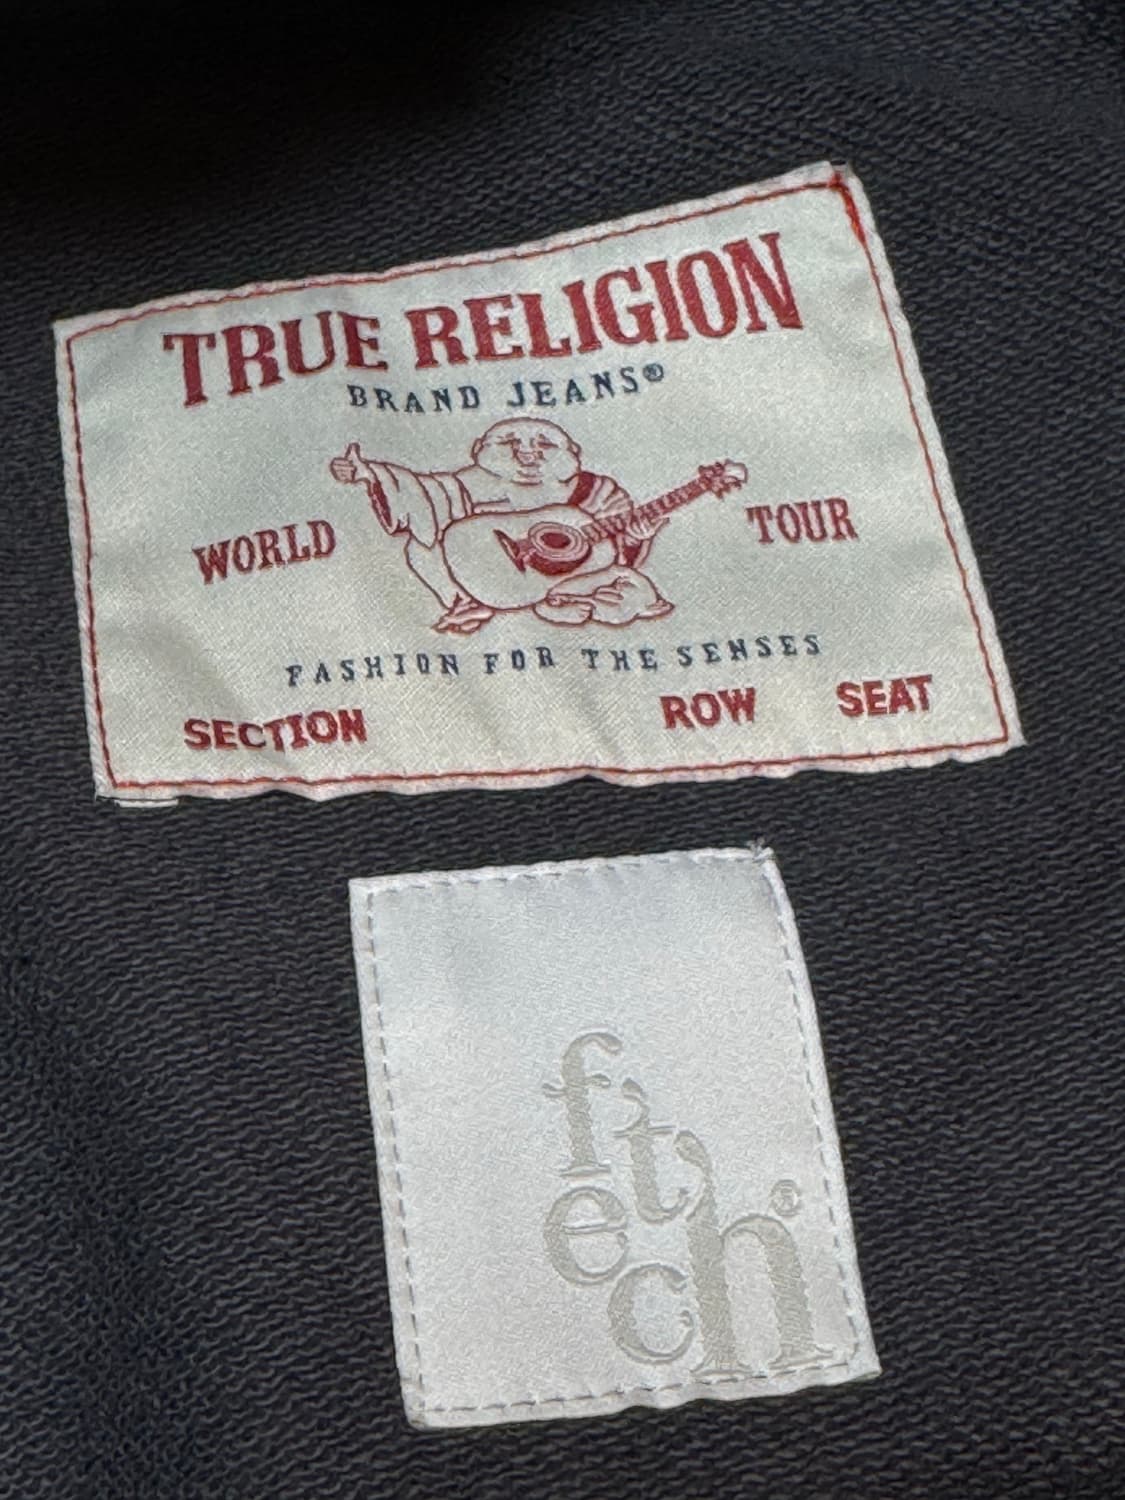 TRUE RELIGION
BRAND JEANS®
WORLD TOUR
FASHION FOR THE SENSES
SECTION ROW SEAT
fetch®